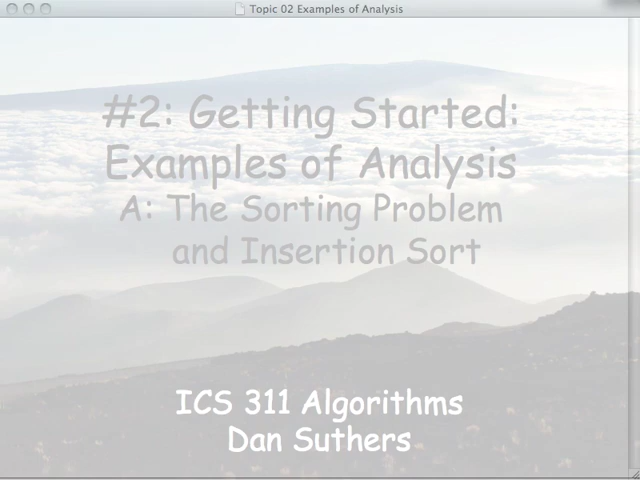 Topic 02 Examples of Analysis
#2: Getting Started:
Examples of Analysis
A: The Sorting Problem
and Insertion Sort
ICS 311 Algorithms
Dan Suthers